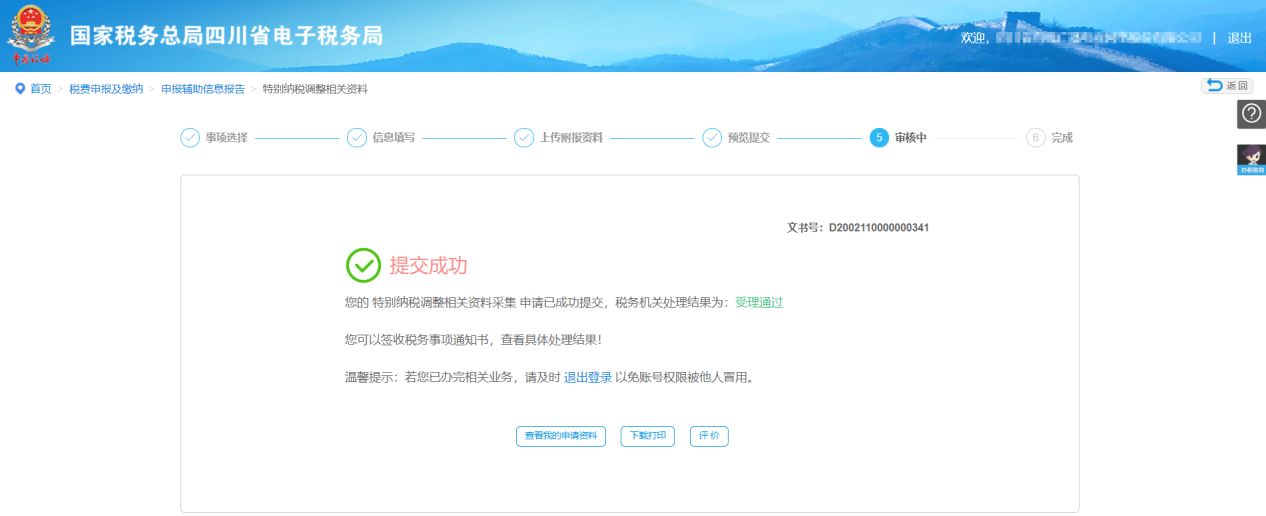 国家税务总局四川省电子税务局
欢迎，
| 退出
首页 > 税费申报及缴纳 > 申报辅助信息报告 > 特别纳税调整相关资料
返回
事项选择 信息填写 上传附报资料 预览提交 5 审核中 6 完成
文书号：D2002110000000341
提交成功
您的 特别纳税调整相关资料采集 申请已成功提交，税务机关处理结果为：受理通过
您可以签收税务事项通知书，查看具体处理结果！
温馨提示：若您已办完相关业务，请及时 退出登录 以免账号权限被他人冒用。
查看我的申请资料 下载打印 评 价